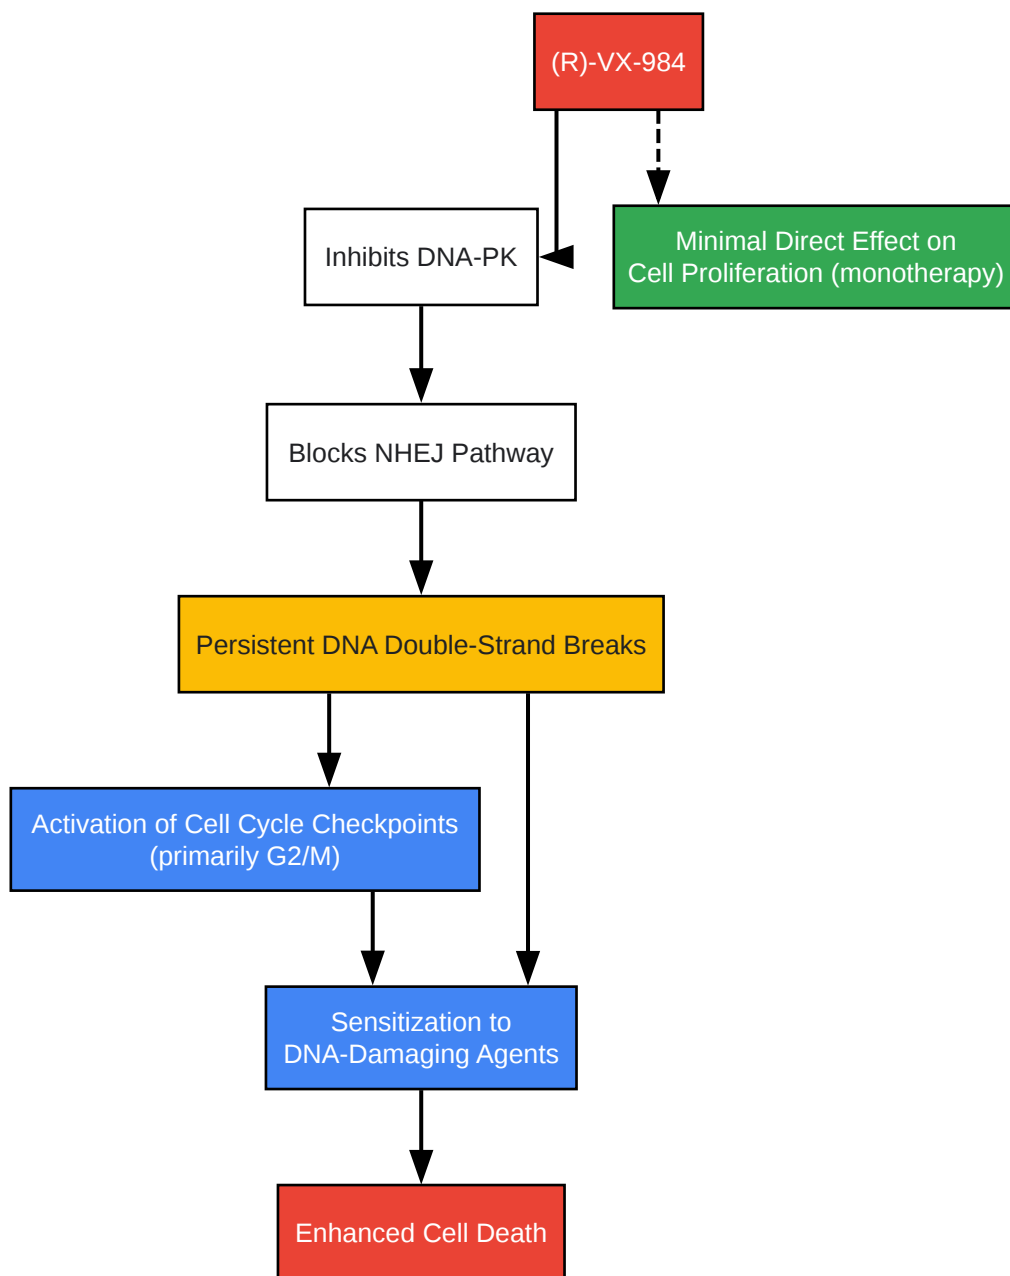 (R)-VX-984
Inhibits DNA-PK
Minimal Direct Effect on
Cell Proliferation (monotherapy)
Blocks NHEJ Pathway
Persistent DNA Double-Strand Breaks
Activation of Cell Cycle Checkpoints
(primarily G2/M)
Sensitization to
DNA-Damaging Agents
Enhanced Cell Death